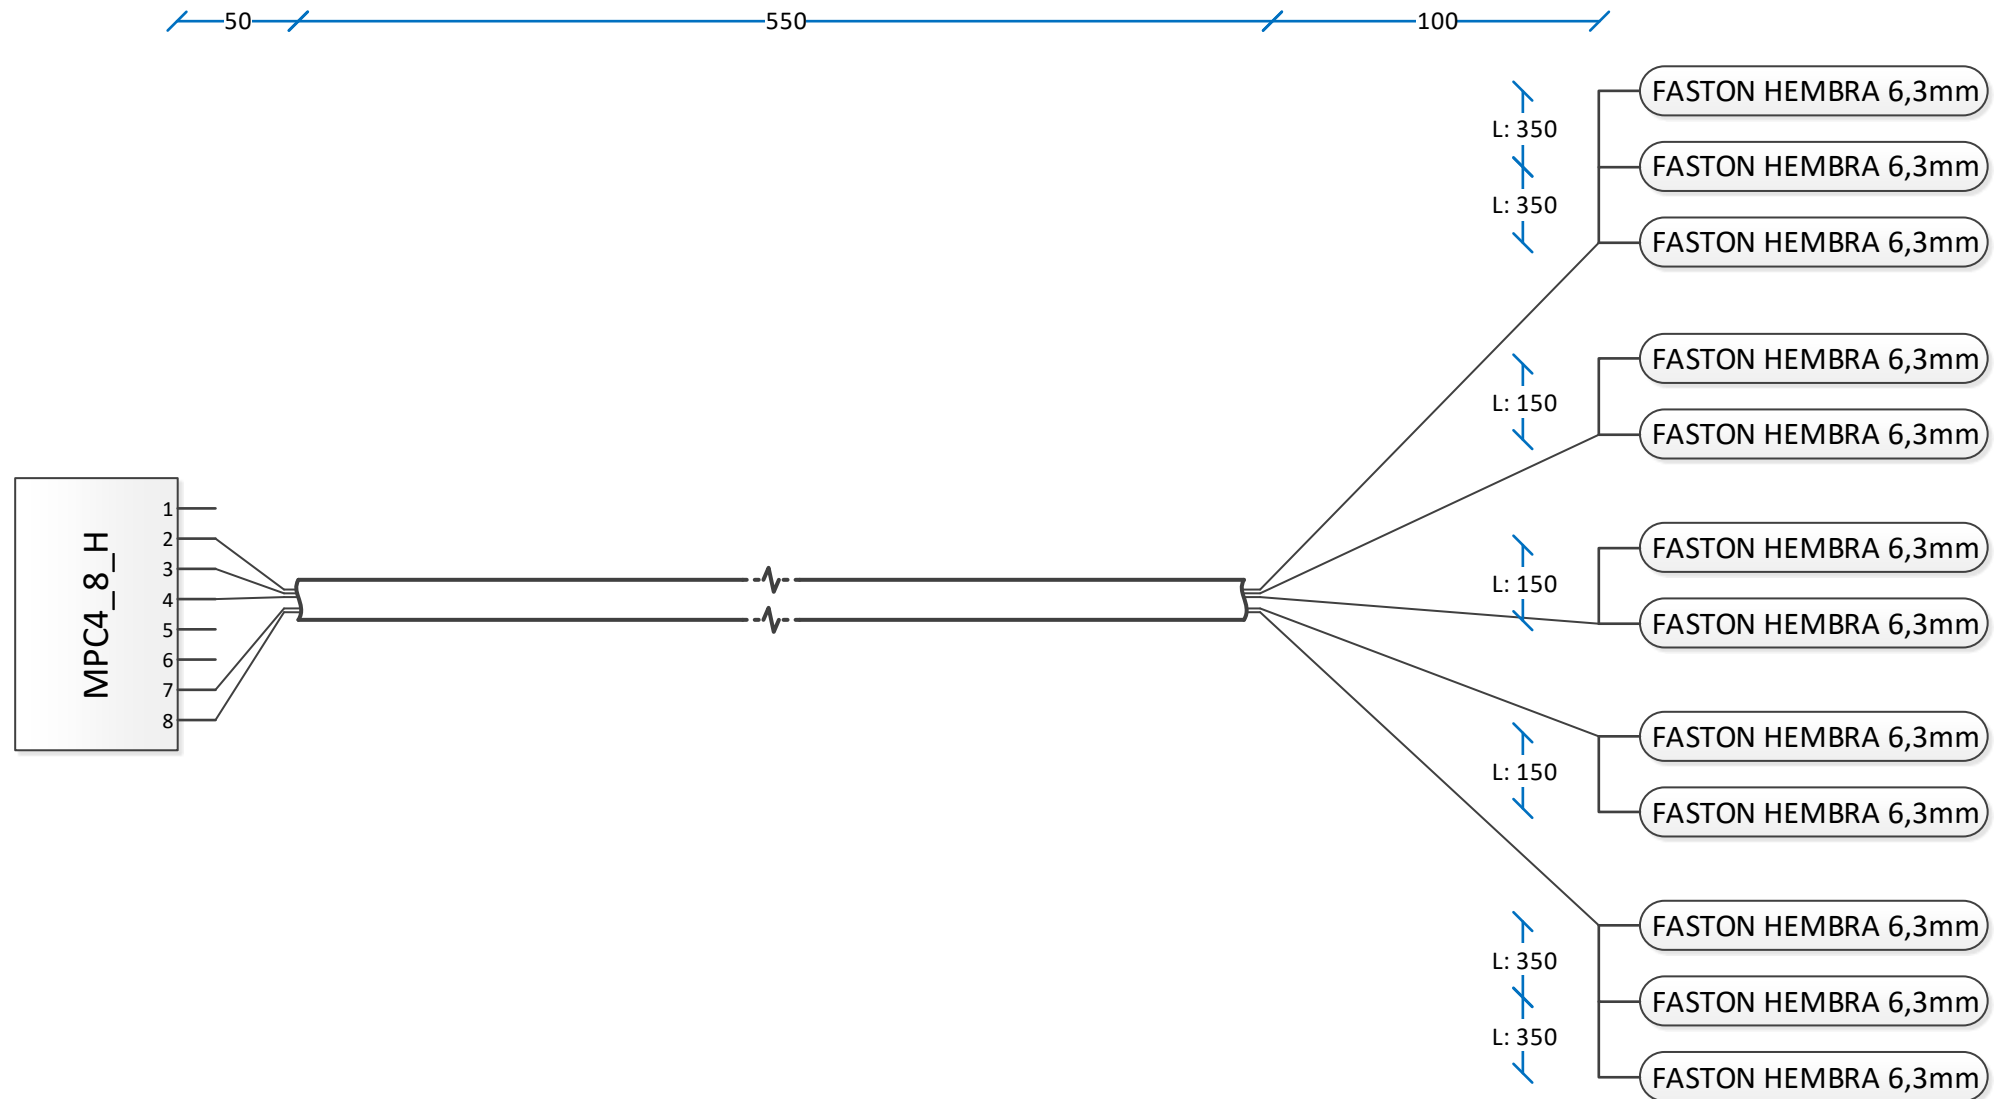 50
550
100
FASTON HEMBRA 6,3mm
L: 350
FASTON HEMBRA 6,3mm
L: 350
FASTON HEMBRA 6,3mm
FASTON HEMBRA 6,3mm
L: 150
FASTON HEMBRA 6,3mm
MPC4_8_H
1
2
3
4
5
6
7
8
FASTON HEMBRA 6,3mm
L: 150
FASTON HEMBRA 6,3mm
FASTON HEMBRA 6,3mm
L: 150
FASTON HEMBRA 6,3mm
FASTON HEMBRA 6,3mm
L: 350
FASTON HEMBRA 6,3mm
L: 350
FASTON HEMBRA 6,3mm